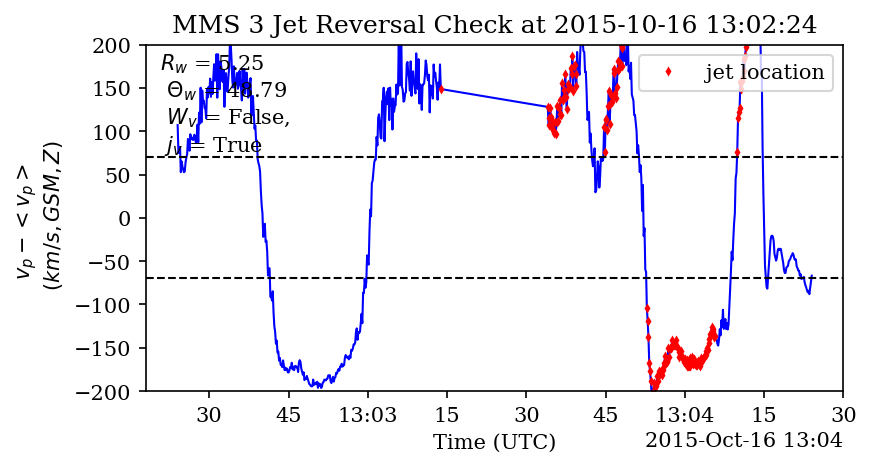 MMS 3 Jet Reversal Check at 2015-10-16 13:02:24
R_w = 5.25
Θ_w = 48.79
W_v = False,
j_v = True
jet location
v_p − < v_p >
(km/s, GSM, Z)
200
150
100
50
0
−50
−100
−150
−200
30 45 13:03 15 30 45 13:04 15 30
Time (UTC)
2015-Oct-16 13:04